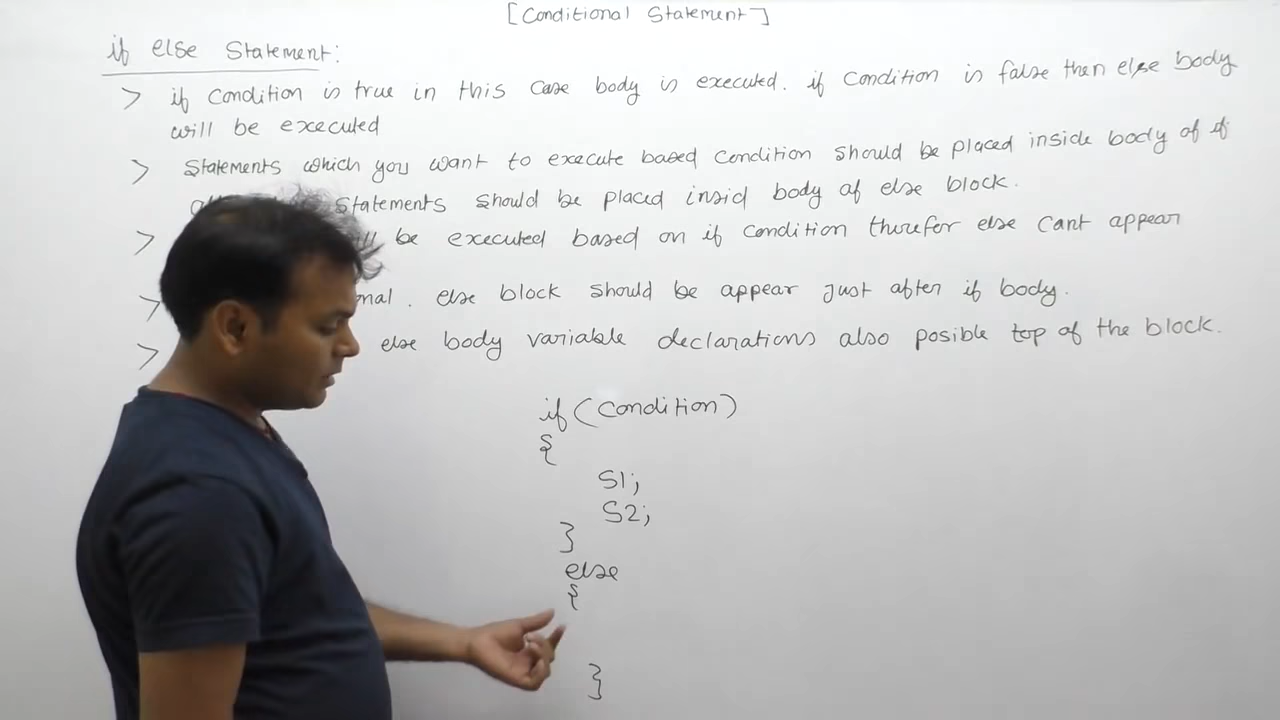 [Conditional Statement]
if else Statement:
> if condition is true in this case body is executed. if condition is false then else body
will be executed
> Statements which you want to execute based condition should be placed inside body of if
Statements should be placed insid body of else block.
> be executed based on if condition therefor else cant appear
> else block should be appear just after if body.
> else body variable declarations also posible top of the block.
if (condition)
{
S1;
S2;
}
else
{
}